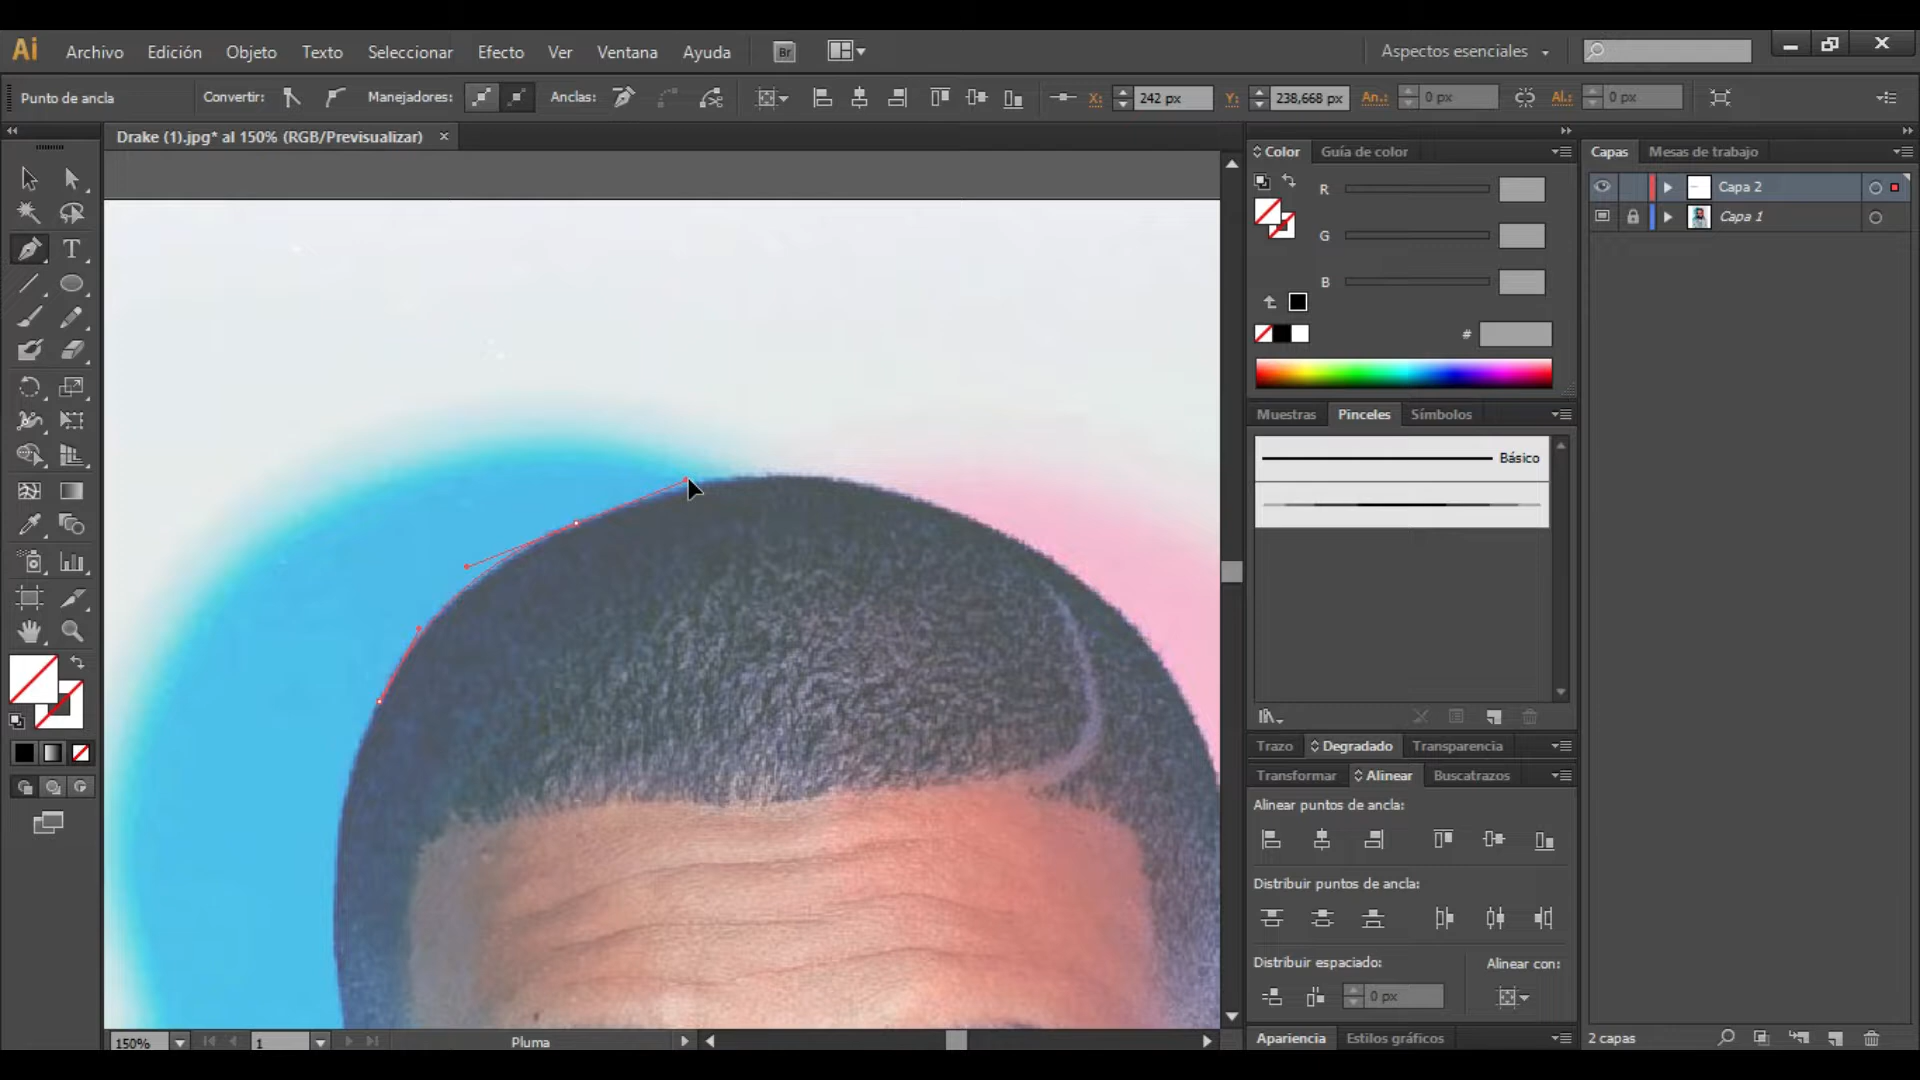 Ai Archivo Edición Objeto Texto Seleccionar Efecto Ver Ventana Ayuda Br Aspectos esenciales
Punto de ancla Convertir: Manejadores: Anclas: X: 242 px Y: 238,668 px An.: 0 px Al.: 0 px
Drake (1).jpg* al 150% (RGB/Previsualizar)
Color Guía de color
Capas Mesas de trabajo
R
Capa 2
Capa 1
G
B
#
T
Muestras Pinceles Símbolos
Básico
Trazo Degradado Transparencia
Transformar Alinear Buscatrazos
Alinear puntos de ancla:
Distribuir puntos de ancla:
Distribuir espaciado: Alinear con:
0 px
Apariencia Estilos gráficos
2 capas
150% 1 Pluma